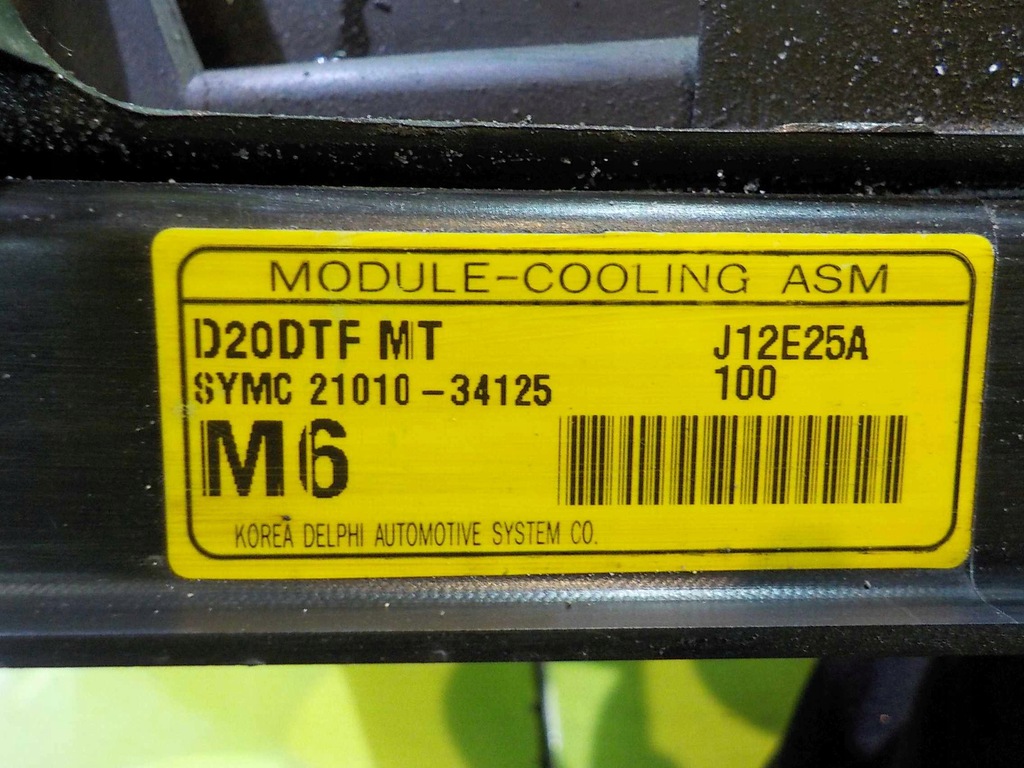 MODULE-COOLING ASM
D20DTF MT J12E25A
SYMC 21010-34125 100
M6
KOREA DELPHI AUTOMOTIVE SYSTEM CO.